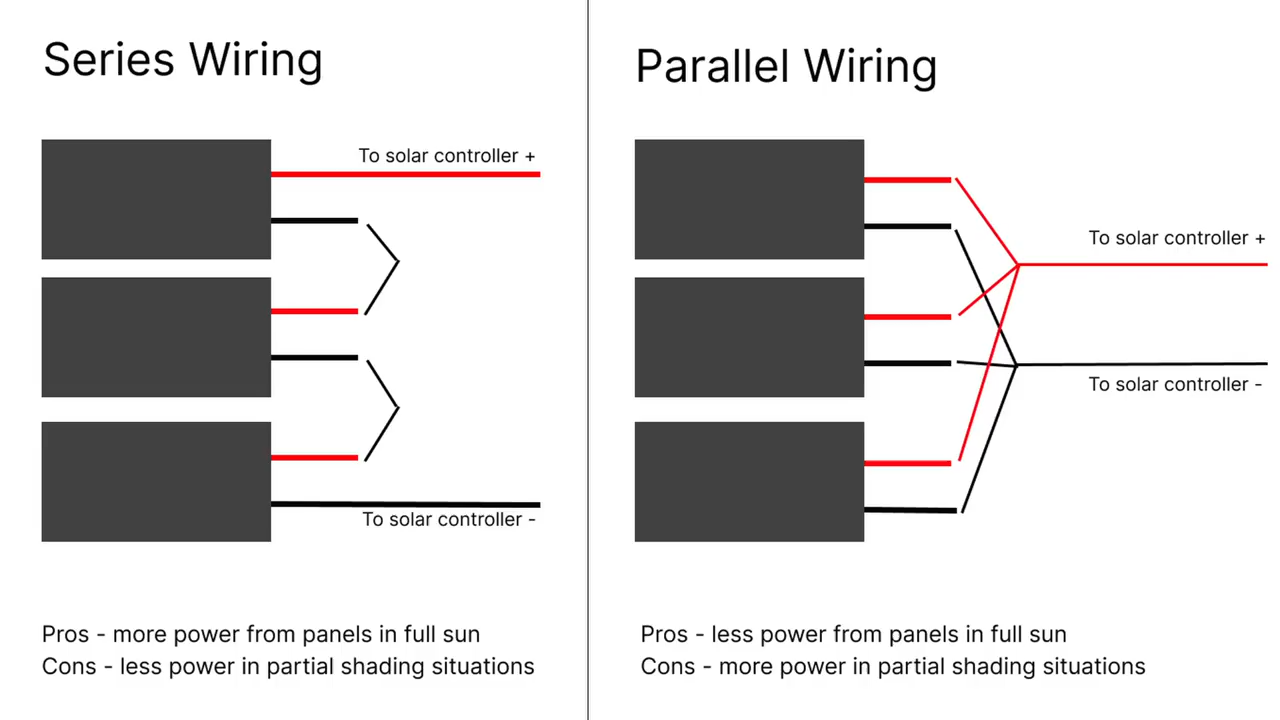 Series Wiring
To solar controller +
To solar controller -
Pros - more power from panels in full sun
Cons - less power in partial shading situations
Parallel Wiring
To solar controller +
To solar controller -
Pros - less power from panels in full sun
Cons - more power in partial shading situations